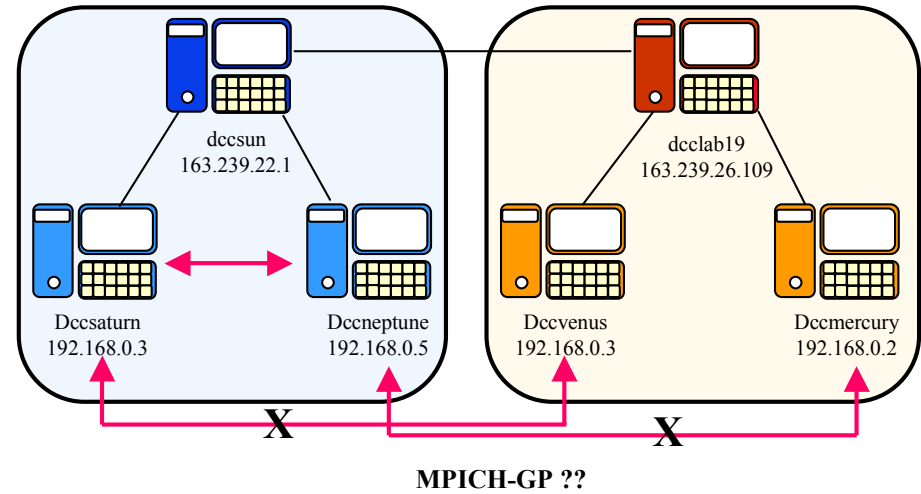 dccsun
163.239.22.1
dcclab19
163.239.26.109
Dccsaturn
192.168.0.3
Dccneptune
192.168.0.5
Dccvenus
192.168.0.3
Dccmercury
192.168.0.2
X
X
MPICH-GP ??